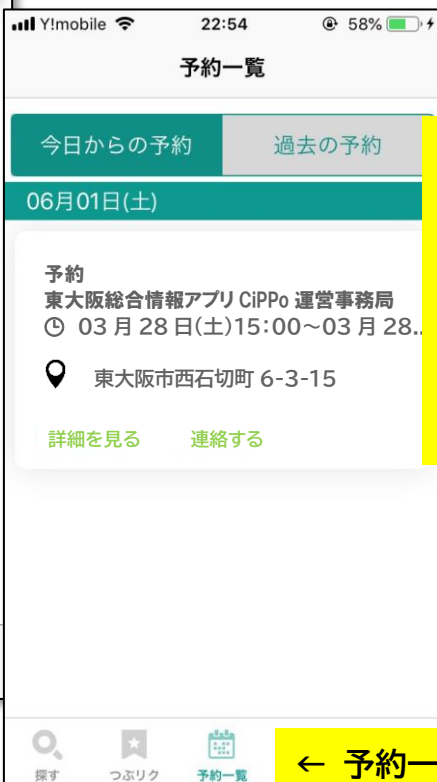 Y!mobile 22:54 58%
予約一覧
今日からの予約 過去の予約
06月01日(土)
予約
東大阪総合情報アプリ CiPPo 運営事務局
03 月 28 日(土)15:00~03 月 28..
東大阪市西石切町 6-3-15
詳細を見る 連絡する
探す つぶリク 予約一覧
← 予約一